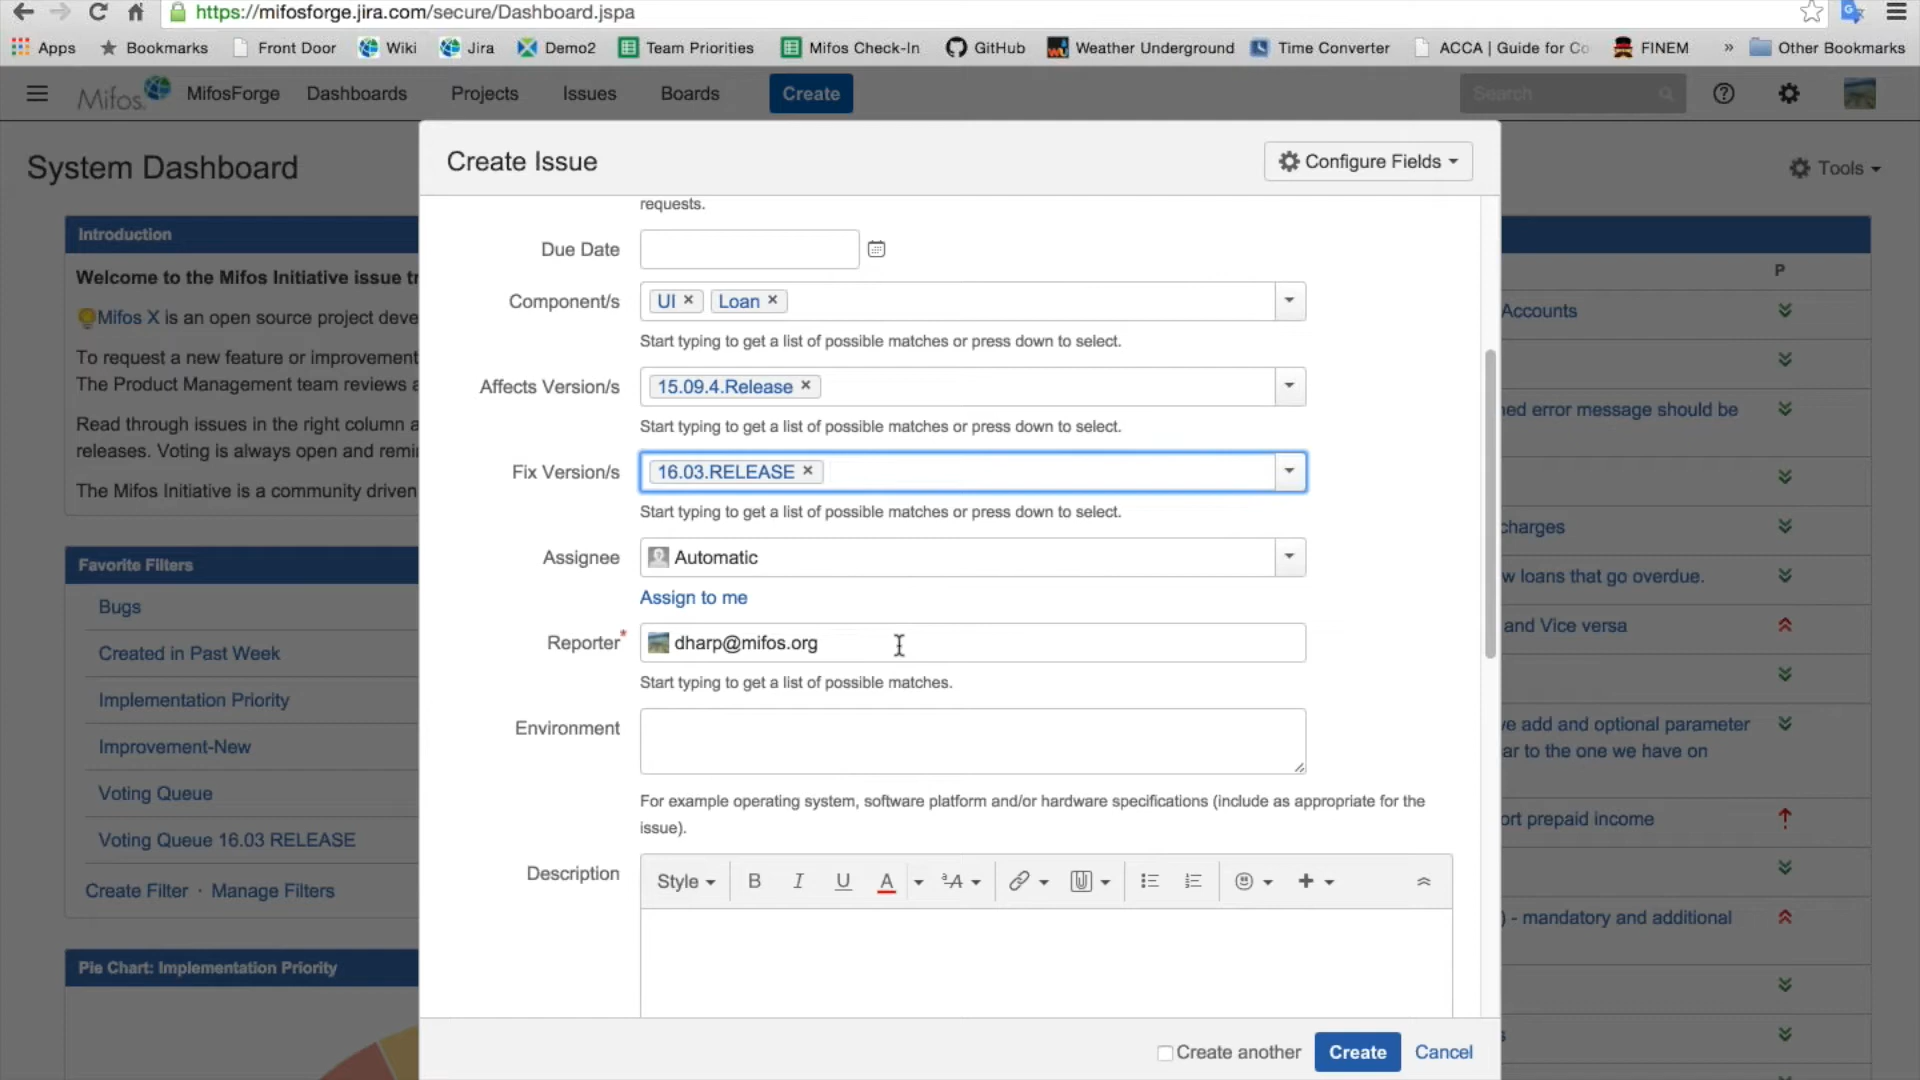 https://mifosforge.jira.com/secure/Dashboard.jspa
Apps Bookmarks Front Door Wiki Jira Demo2 Team Priorities Mifos Check-In GitHub Weather Underground Time Converter ACCA | Guide for Co FINEM » Other Bookmarks
Mifos MifosForge Dashboards Projects Issues Boards Create Search
System Dashboard
Tools
Introduction
Welcome to the Mifos Initiative issue tr
Mifos X is an open source project deve
To request a new feature or improvement
The Product Management team reviews a
Read through issues in the right column a
releases. Voting is always open and remi
The Mifos Initiative is a community driven
Favorite Filters
Bugs
Created in Past Week
Implementation Priority
Improvement-New
Voting Queue
Voting Queue 16.03 RELEASE
Create Filter · Manage Filters
Pie Chart: Implementation Priority
Create Issue
Configure Fields
requests.
Due Date
Component/s UI × Loan ×
Start typing to get a list of possible matches or press down to select.
Affects Version/s 15.09.4.Release ×
Start typing to get a list of possible matches or press down to select.
Fix Version/s 16.03.RELEASE ×
Start typing to get a list of possible matches or press down to select.
Assignee Automatic
Assign to me
Reporter* dharp@mifos.org
Start typing to get a list of possible matches.
Environment
For example operating system, software platform and/or hardware specifications (include as appropriate for the
issue).
Description
Style B I U A
Create another Create Cancel
P
Accounts
ned error message should be
charges
w loans that go overdue.
and Vice versa
ve add and optional parameter
ar to the one we have on
ort prepaid income
) - mandatory and additional
s